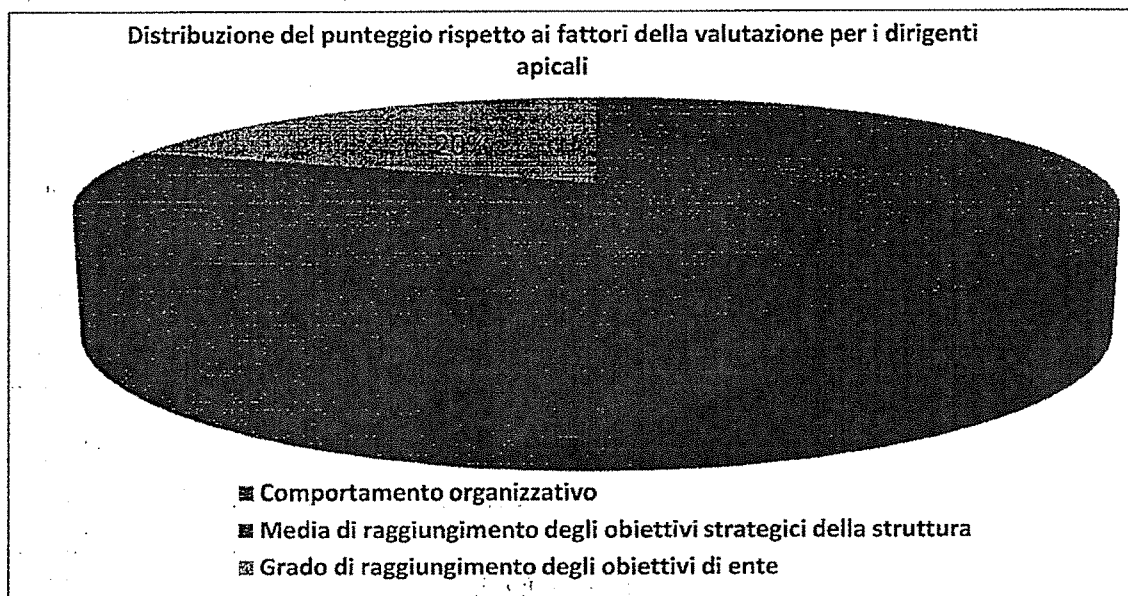 Distribuzione del punteggio rispetto ai fattori della valutazione per i dirigenti
apicali
20%
Comportamento organizzativo
Media di raggiungimento degli obiettivi strategici della struttura
Grado di raggiungimento degli obiettivi di ente